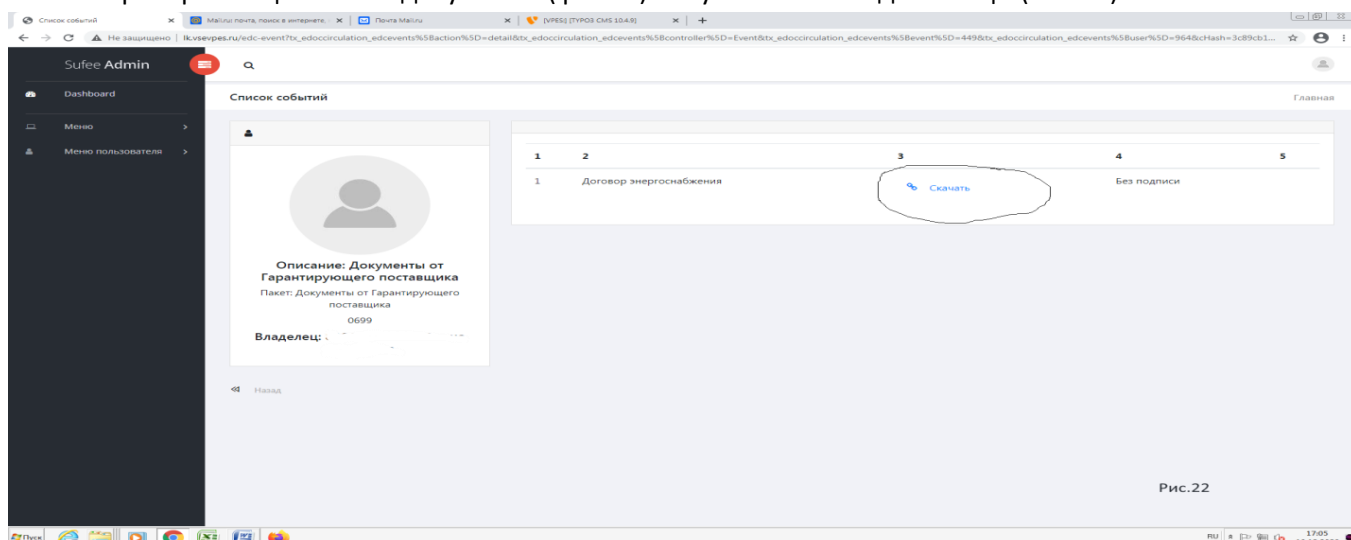 Список событий
Mail.ru: почта, поиск в интернете,
Почта Mail.ru
[VPES] [TYPO3 CMS 10.4.9]
Не защищено | lk.vsevpes.ru/edc-event?tx_edoccirculation_edcevents%5Baction%5D=detail&tx_edoccirculation_edcevents%5Bcontroller%5D=Event&tx_edoccirculation_edcevents%5Bevent%5D=449&tx_edoccirculation_edcevents%5Buser%5D=964&cHash=3c89cb1...
Sufee Admin
Dashboard
Меню
Меню пользователя
Список событий
Главная
Описание: Документы от
Гарантирующего поставщика
Пакет: Документы от Гарантирующего
поставщика
0699
Владелец:
Назад
1 2 3 4 5
1 Договор энергоснабжения Скачать Без подписи
Рис.22
Пуск
RU
17:05